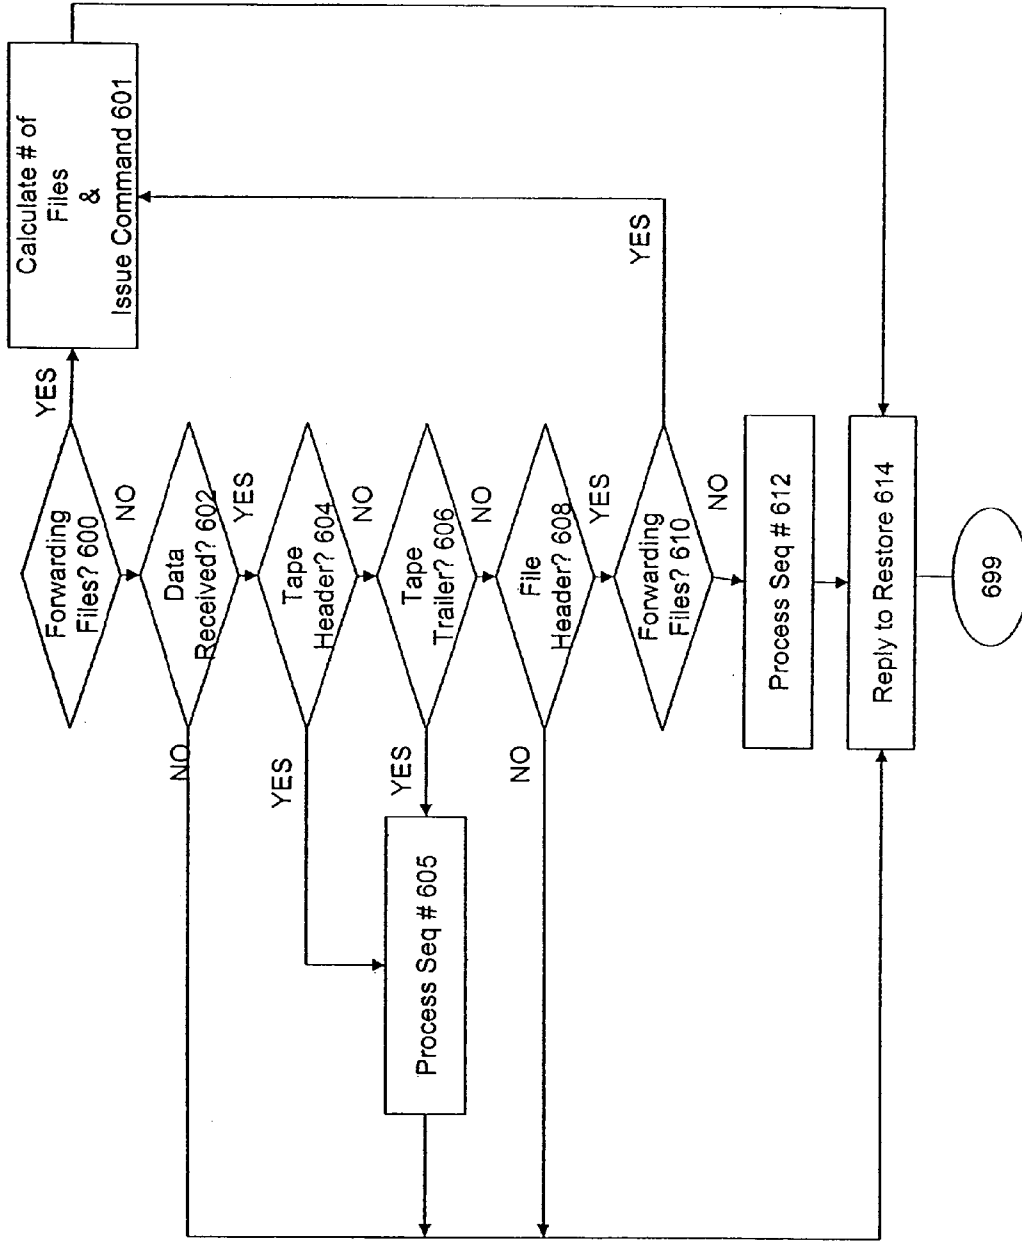 Forwarding
Files? 600
YES
Calculate # of
Files
&
Issue Command 601
NO
Data
Received? 602
NO
YES
Tape
Header? 604
YES
NO
Process Seq # 605
Tape
Trailer? 606
YES
NO
File
Header? 608
NO
YES
Forwarding
Files? 610
YES
NO
Process Seq # 612
Reply to Restore 614
699